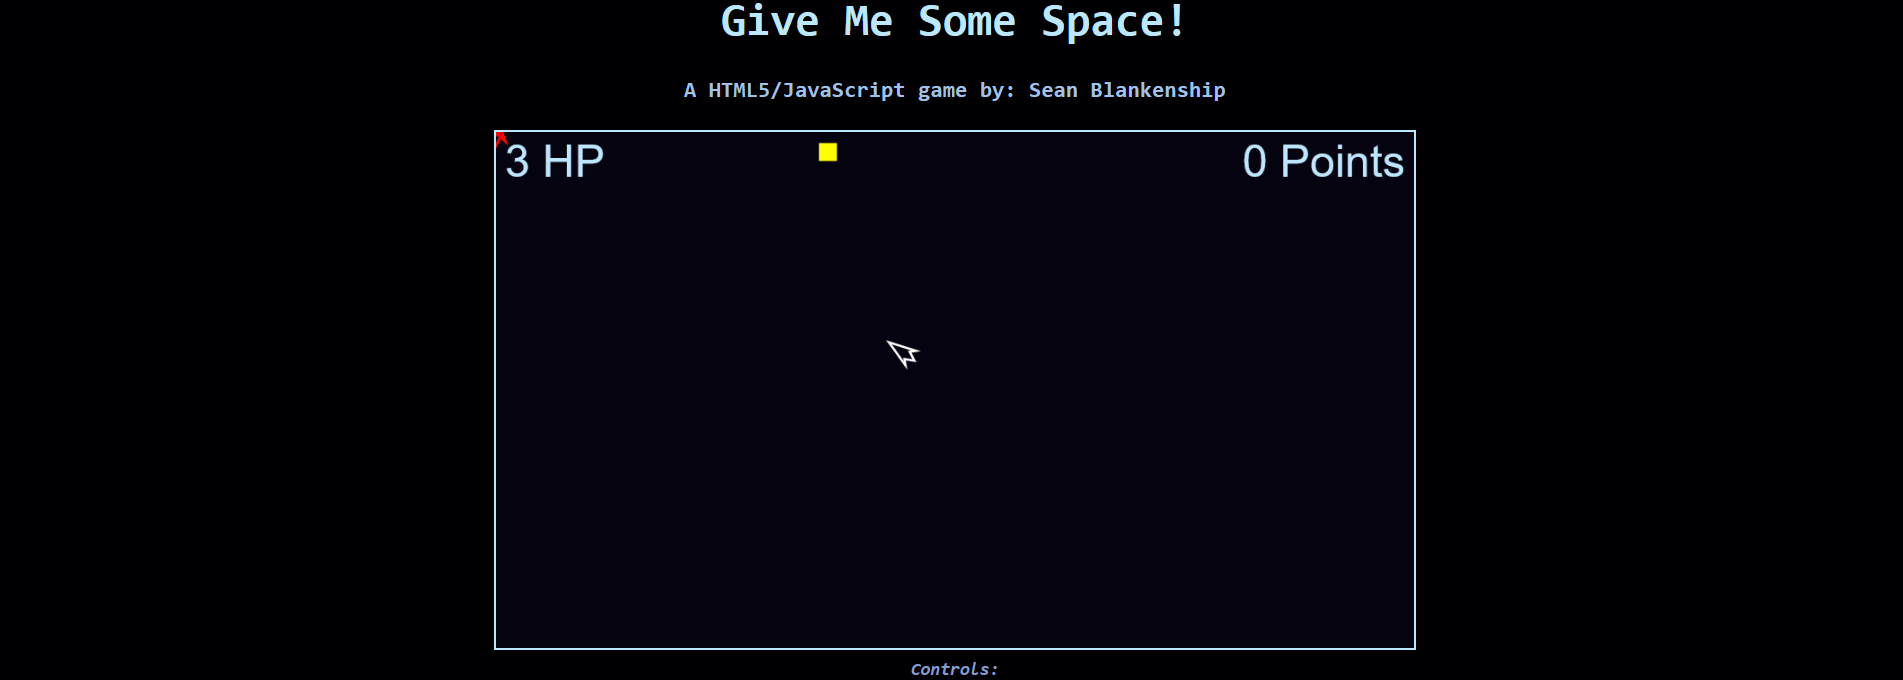 Give Me Some Space!
A HTML5/JavaScript game by: Sean Blankenship
3 HP
0 Points
Controls: